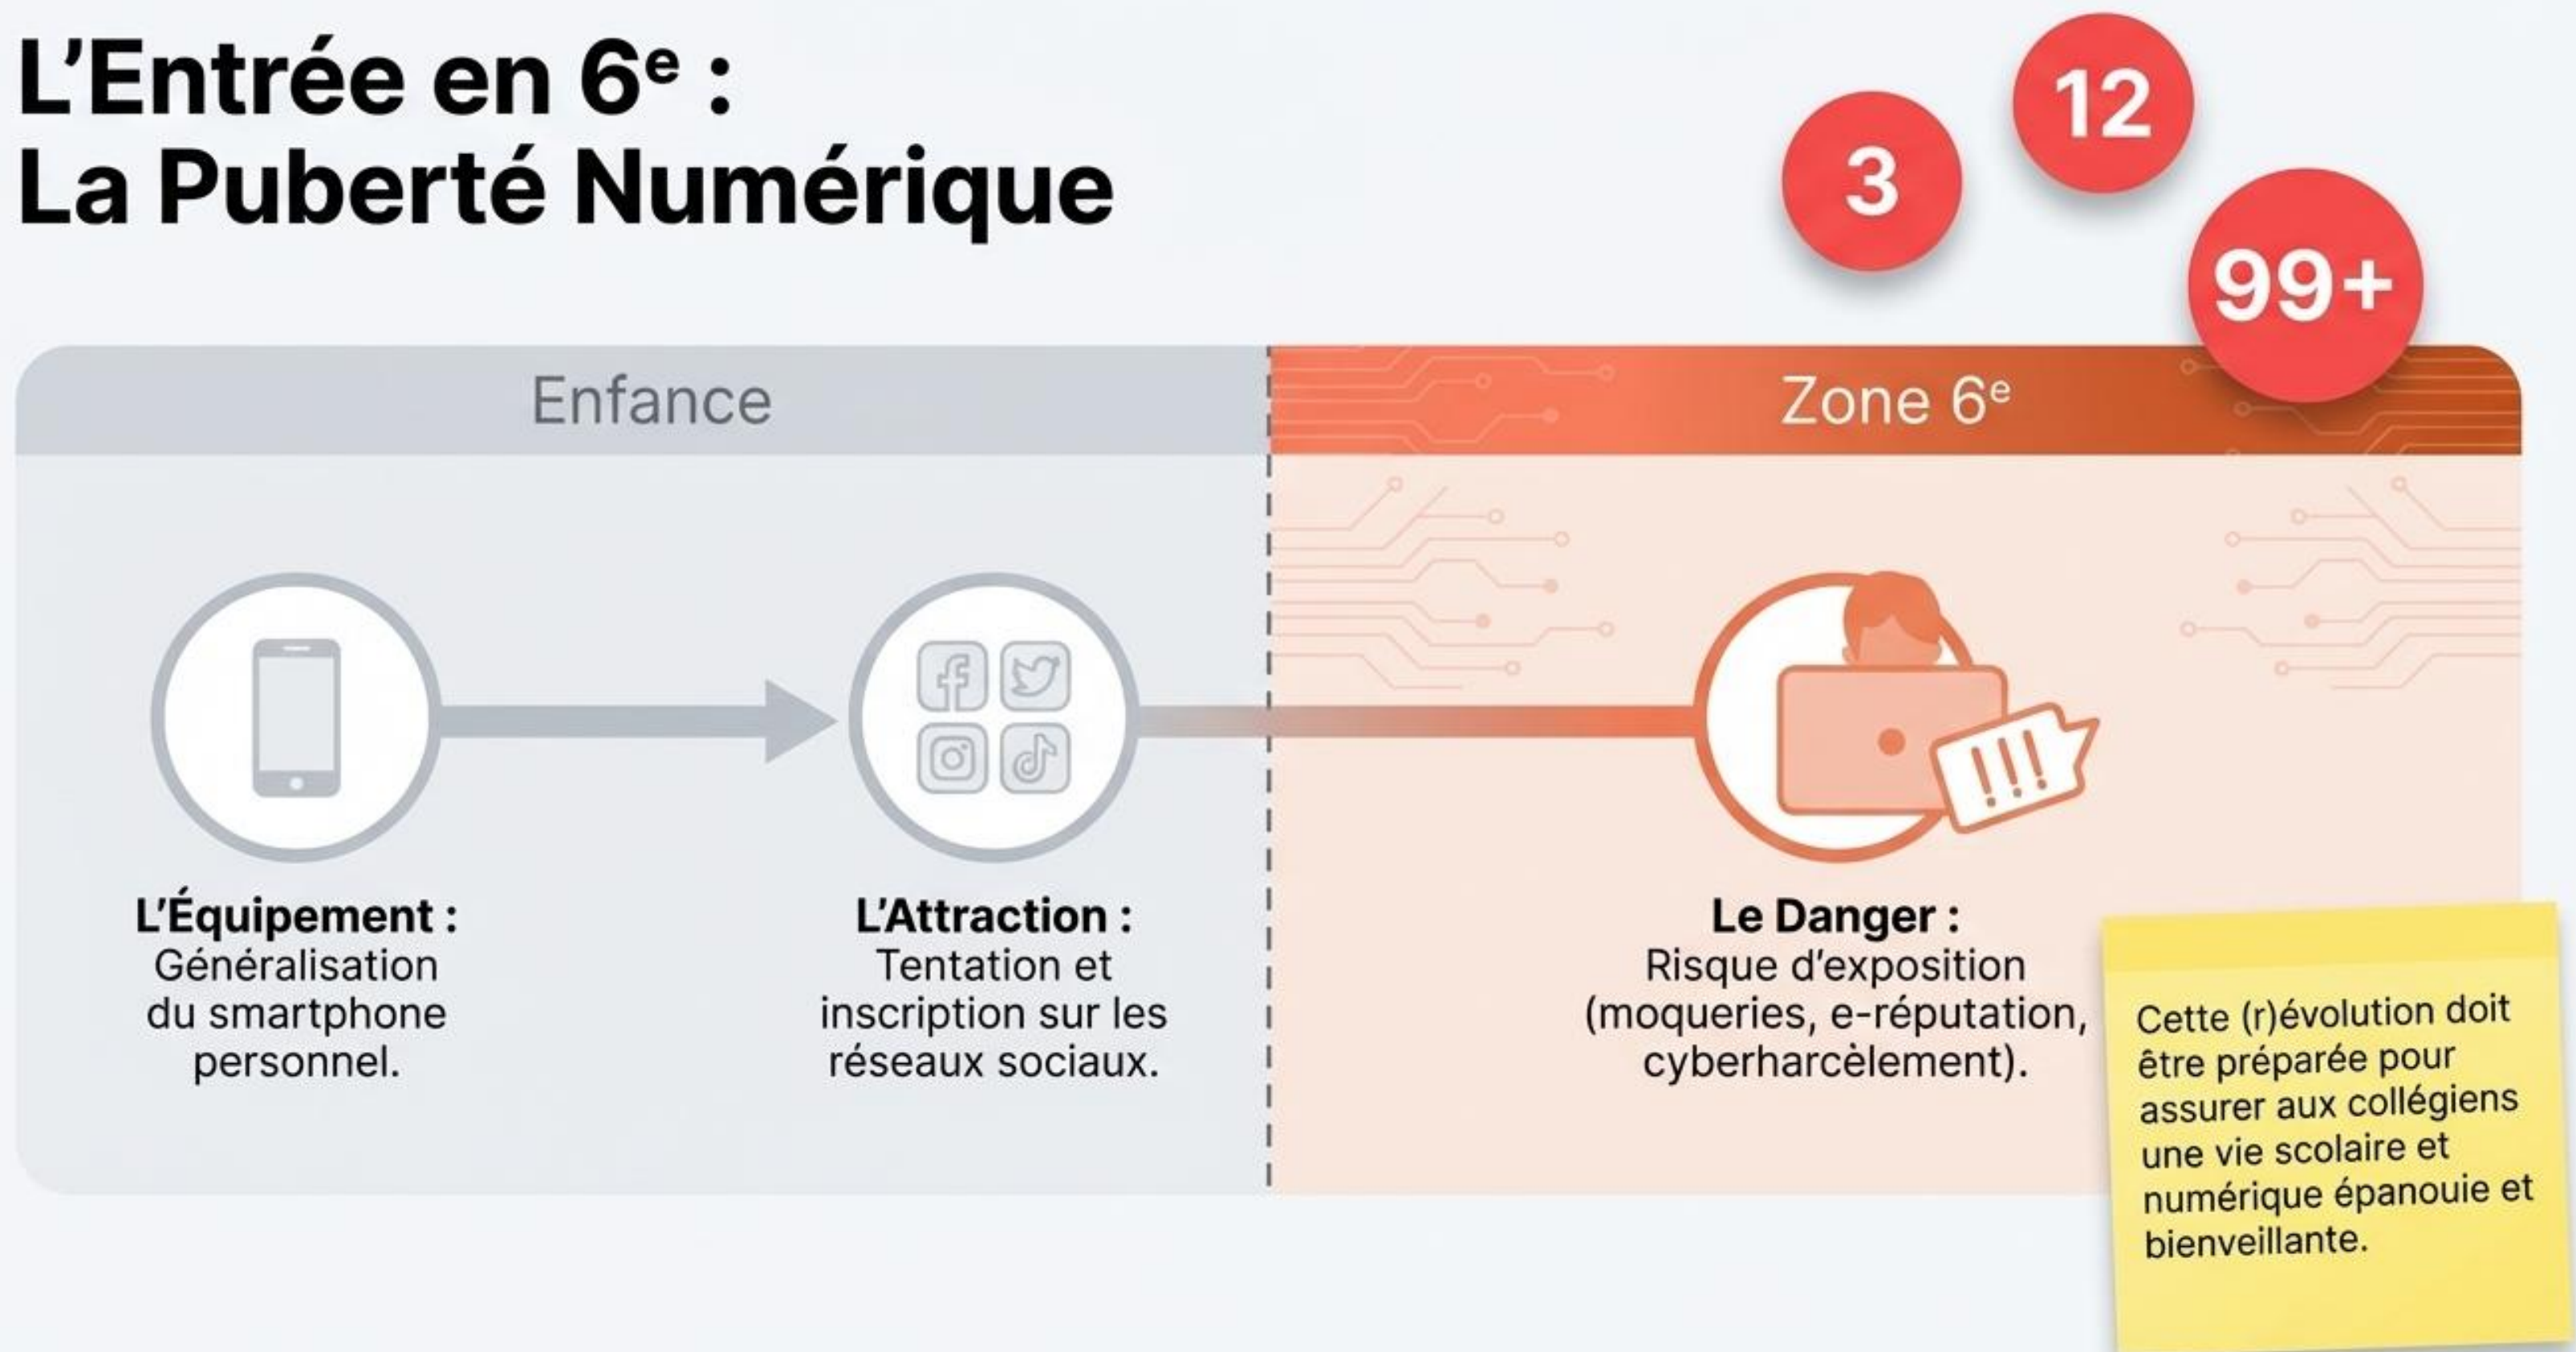 L’Entrée en 6ᵉ :
La Puberté Numérique
3
12
99+
Enfance
Zone 6ᵉ
!!!
L’Équipement :
Généralisation
du smartphone
personnel.
L’Attraction :
Tentation et
inscription sur les
réseaux sociaux.
Le Danger :
Risque d’exposition
(moqueries, e-réputation,
cyberharcèlement).
Cette (r)évolution doit
être préparée pour
assurer aux collégiens
une vie scolaire et
numérique épanouie et
bienveillante.